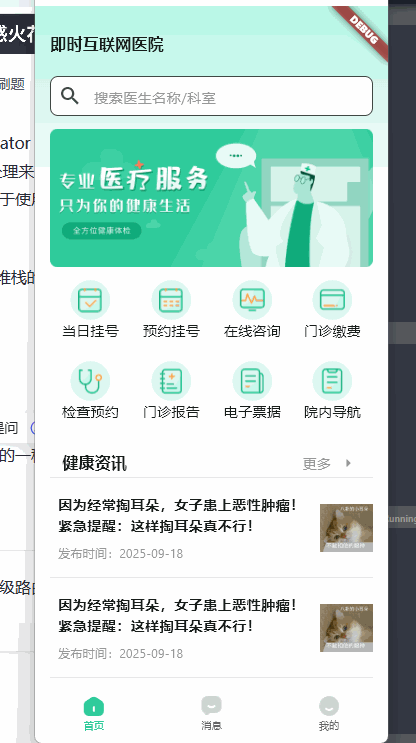 感火花
DEBUG
即时互联网医院
刷题
搜索医生名称/科室
ator
处理来
于使用
专业医疗服务
只为你的健康生活
全方位健康体检
堆栈的
当日挂号 预约挂号 在线咨询 门诊缴费
检查预约 门诊报告 电子票据 院内导航
是问
的一种
健康资讯 更多
因为经常掏耳朵，女子患上恶性肿瘤！
紧急提醒：这样掏耳朵真不行！
发布时间：2025-09-18
unning
级路由
因为经常掏耳朵，女子患上恶性肿瘤！
紧急提醒：这样掏耳朵真不行！
发布时间：2025-09-18
首页 消息 我的